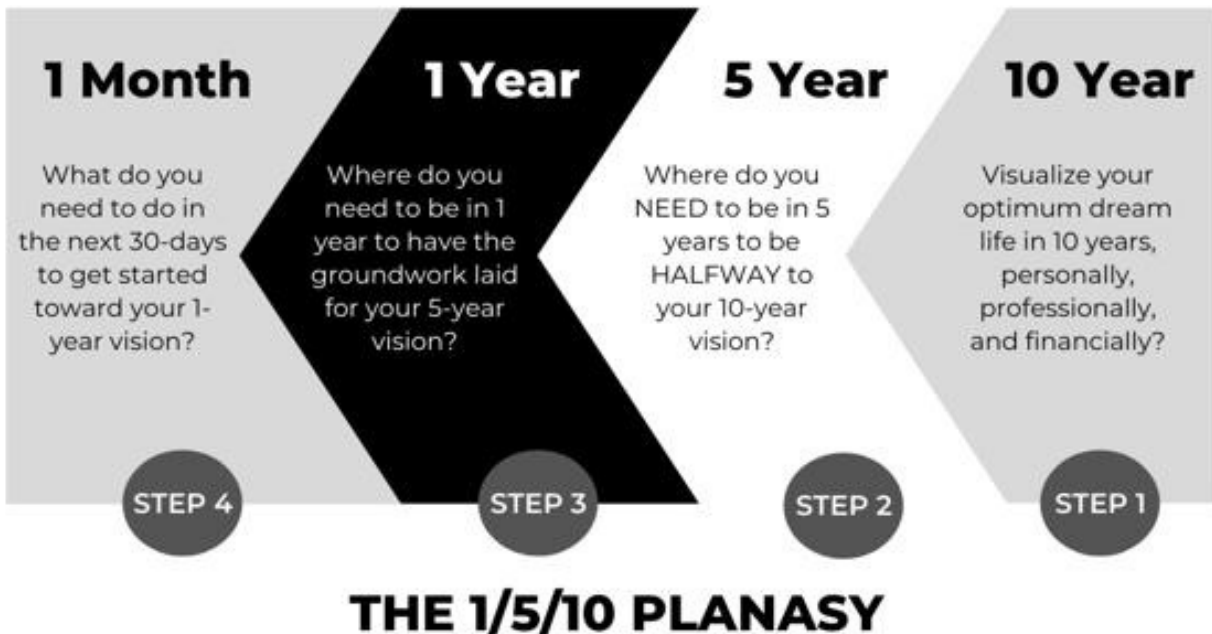 1 Month
What do you
need to do in
the next 30-days
to get started
toward your 1-
year vision?
STEP 4
1 Year
Where do you
need to be in 1
year to have the
groundwork laid
for your 5-year
vision?
STEP 3
5 Year
Where do you
NEED to be in 5
years to be
HALFWAY to
your 10-year
vision?
STEP 2
10 Year
Visualize your
optimum dream
life in 10 years,
personally,
professionally,
and financially?
STEP 1
THE 1/5/10 PLANASY